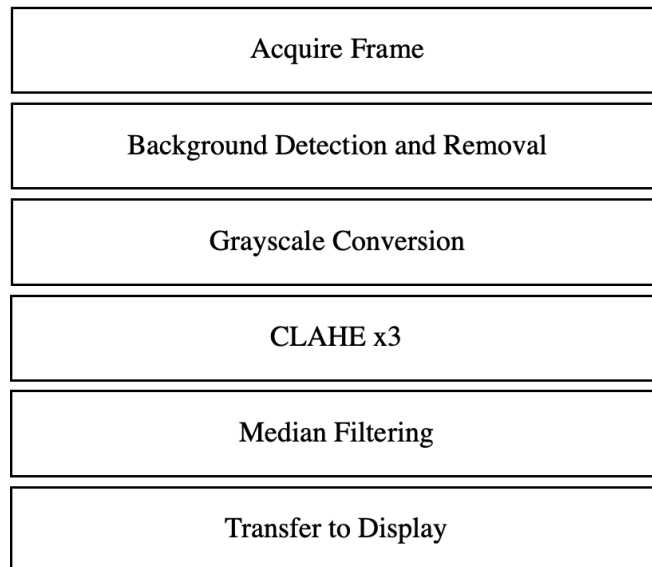 Acquire Frame
Background Detection and Removal
Grayscale Conversion
CLAHE x3
Median Filtering
Transfer to Display